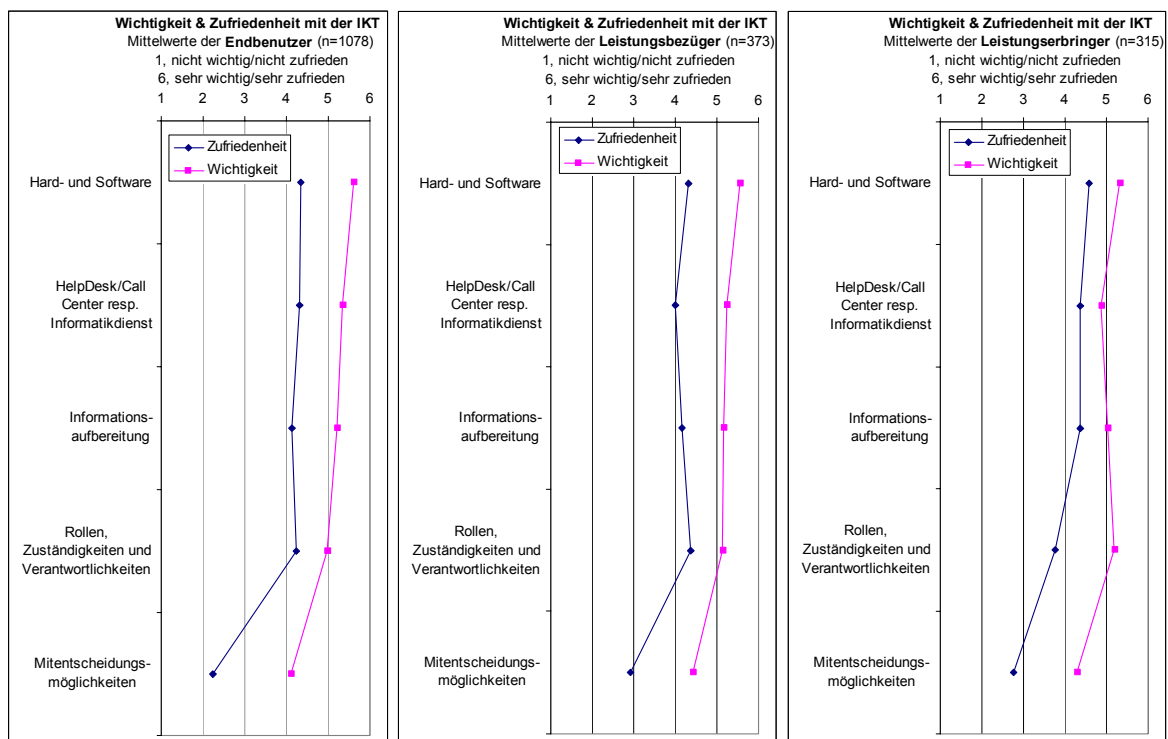 Wichtigkeit & Zufriedenheit mit der IKT
Mittelwerte der Endbenutzer (n=1078)
1, nicht wichtig/nicht zufrieden
6, sehr wichtig/sehr zufrieden
1 2 3 4 5 6
Zufriedenheit
Wichtigkeit
Hard- und Software
HelpDesk/Call
Center resp.
Informatikdienst
Informations-
aufbereitung
Rollen,
Zuständigkeiten und
Verantwortlichkeiten
Mitentscheidungs-
möglichkeiten
Wichtigkeit & Zufriedenheit mit der IKT
Mittelwerte der Leistungsbezüger (n=373)
1, nicht wichtig/nicht zufrieden
6, sehr wichtig/sehr zufrieden
1 2 3 4 5 6
Zufriedenheit
Wichtigkeit
Hard- und Software
HelpDesk/Call
Center resp.
Informatikdienst
Informations-
aufbereitung
Rollen,
Zuständigkeiten und
Verantwortlichkeiten
Mitentscheidungs-
möglichkeiten
Wichtigkeit & Zufriedenheit mit der IKT
Mittelwerte der Leistungserbringer (n=315)
1, nicht wichtig/nicht zufrieden
6, sehr wichtig/sehr zufrieden
1 2 3 4 5 6
Zufriedenheit
Wichtigkeit
Hard- und Software
HelpDesk/Call
Center resp.
Informatikdienst
Informations-
aufbereitung
Rollen,
Zuständigkeiten und
Verantwortlichkeiten
Mitentscheidungs-
möglichkeiten